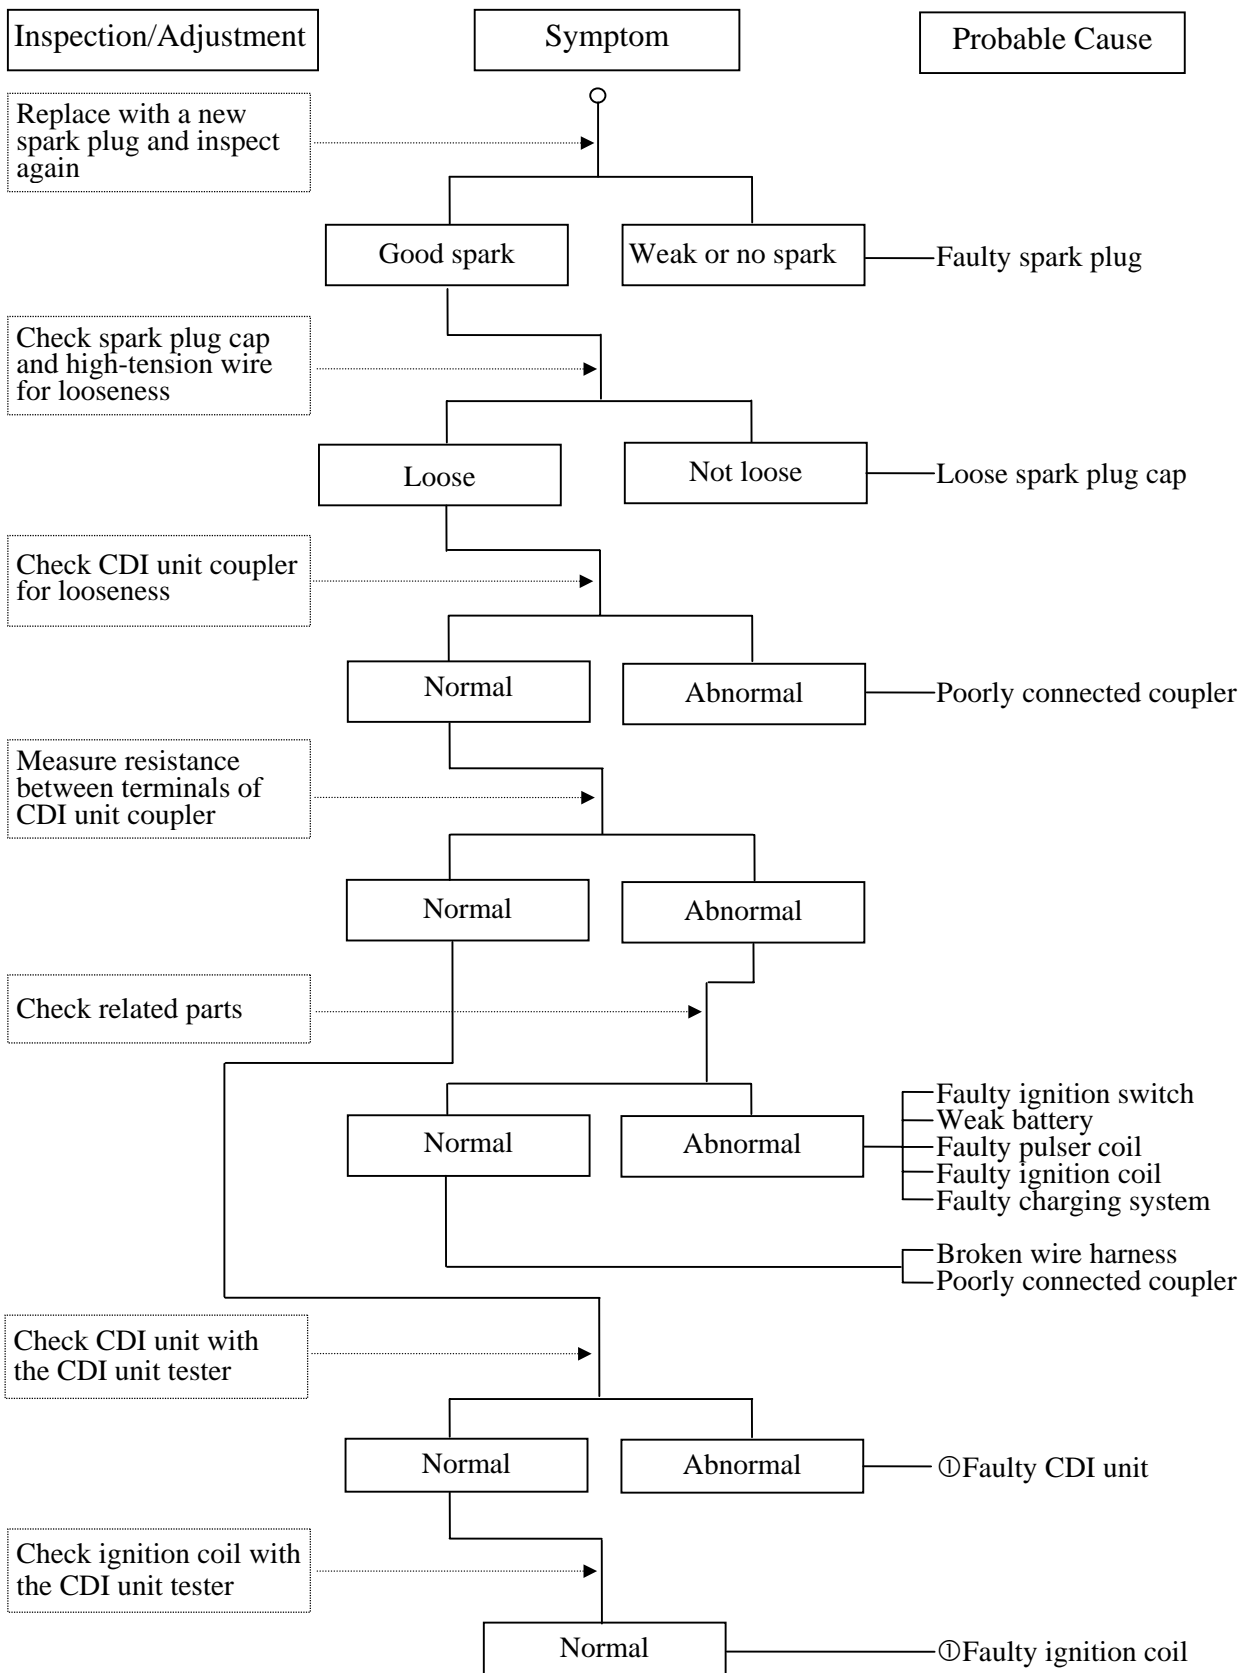 Inspection/Adjustment
Symptom
Probable Cause
Replace with a new
spark plug and inspect
again
Good spark
Weak or no spark
Faulty spark plug
Check spark plug cap
and high-tension wire
for looseness
Loose
Not loose
Loose spark plug cap
Check CDI unit coupler
for looseness
Normal
Abnormal
Poorly connected coupler
Measure resistance
between terminals of
CDI unit coupler
Normal
Abnormal
Check related parts
Normal
Abnormal
Faulty ignition switch
Weak battery
Faulty pulser coil
Faulty ignition coil
Faulty charging system
Broken wire harness
Poorly connected coupler
Check CDI unit with
the CDI unit tester
Normal
Abnormal
①Faulty CDI unit
Check ignition coil with
the CDI unit tester
Normal
①Faulty ignition coil